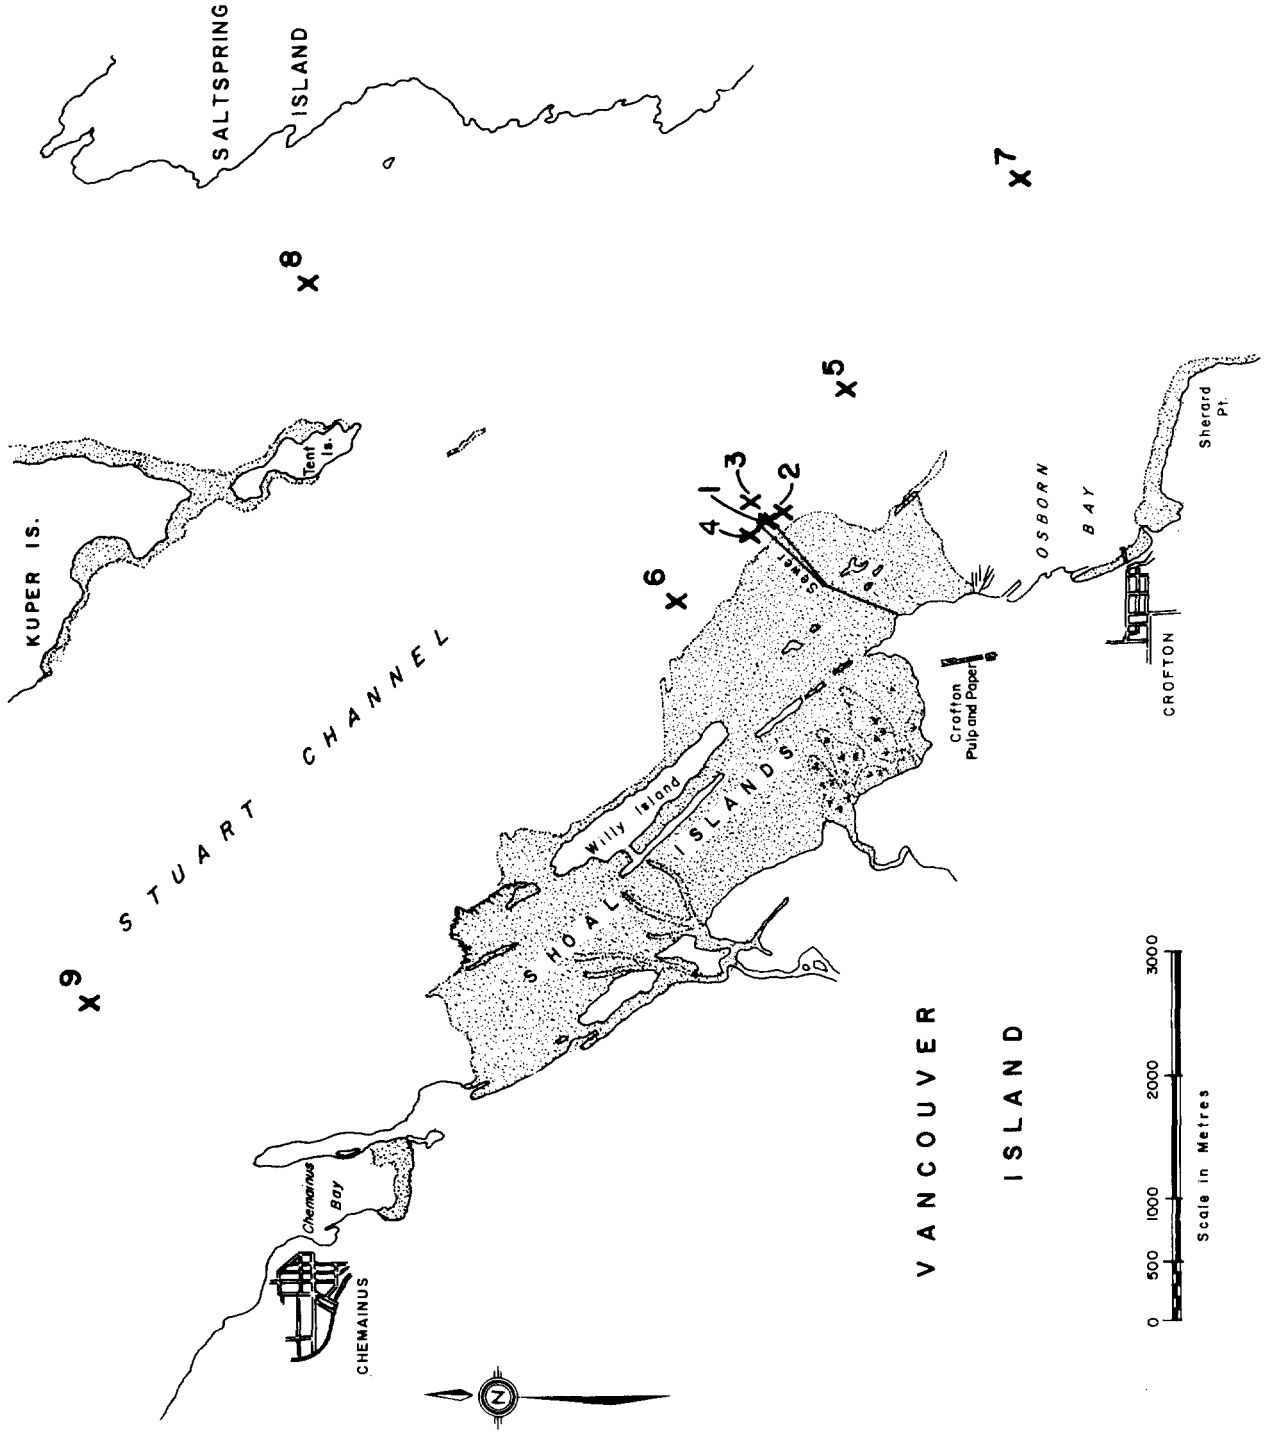 SALTSPRING
ISLAND
KUPER IS.
Tent
Is.
STUART CHANNEL
8
7
9
6
5
4
1
3
2
Sewer
SHOAL ISLANDS
Willy Island
OSBORN
BAY
Sherard
Pt.
CROFTON
Crofton
Pulp and Paper
Chemainus
Bay
CHEMAINUS
VANCOUVER
ISLAND
N
0 500 1000 2000 3000
Scale in Metres